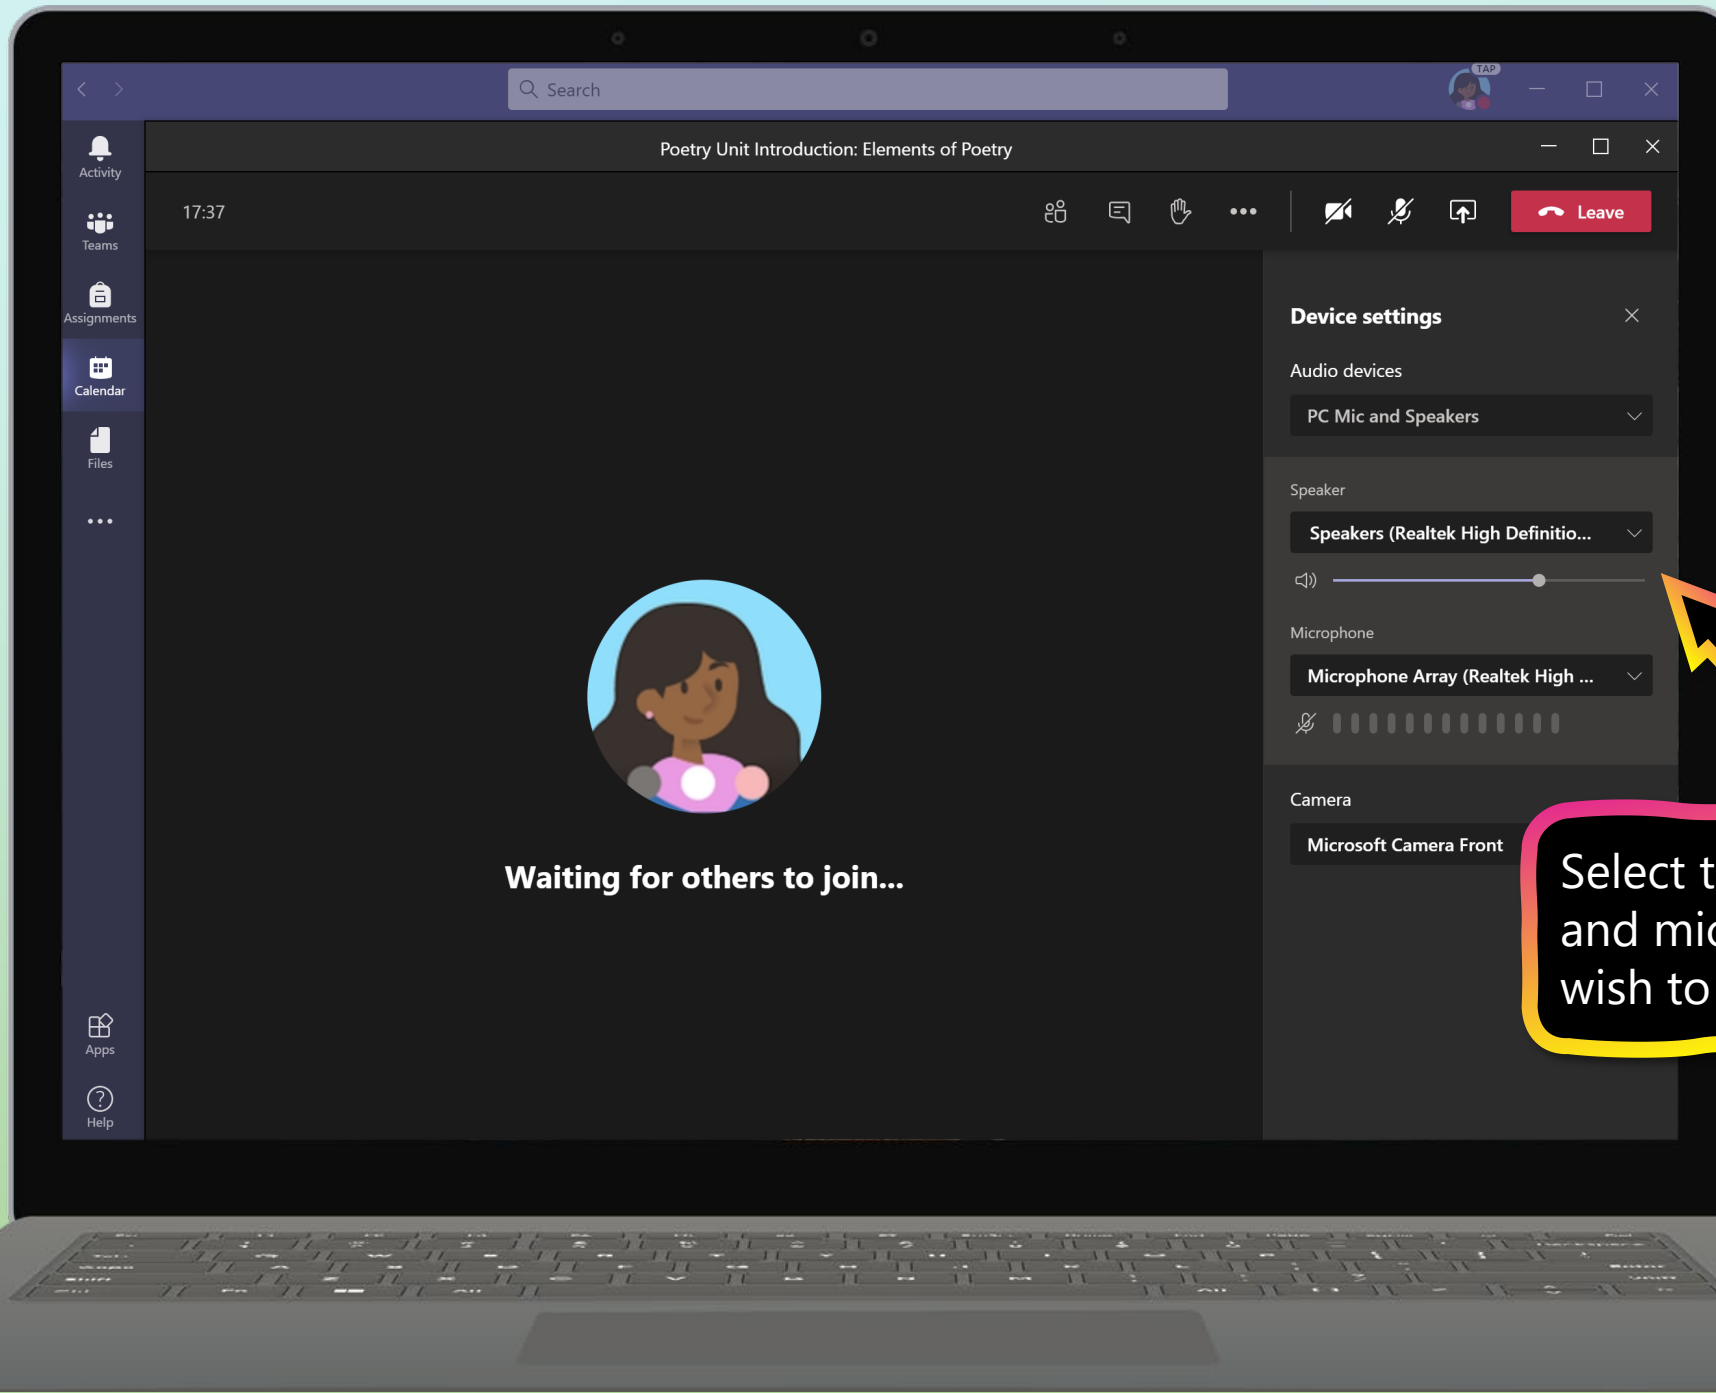 Search
TAP
Activity
Poetry Unit Introduction: Elements of Poetry
17:37
Leave
Teams
Assignments
Calendar
Files
Apps
Help
Device settings
Audio devices
PC Mic and Speakers
Speaker
Speakers (Realtek High Definitio...
Microphone
Microphone Array (Realtek High ...
Camera
Microsoft Camera Front
Waiting for others to join...
Select t
and mic
wish to